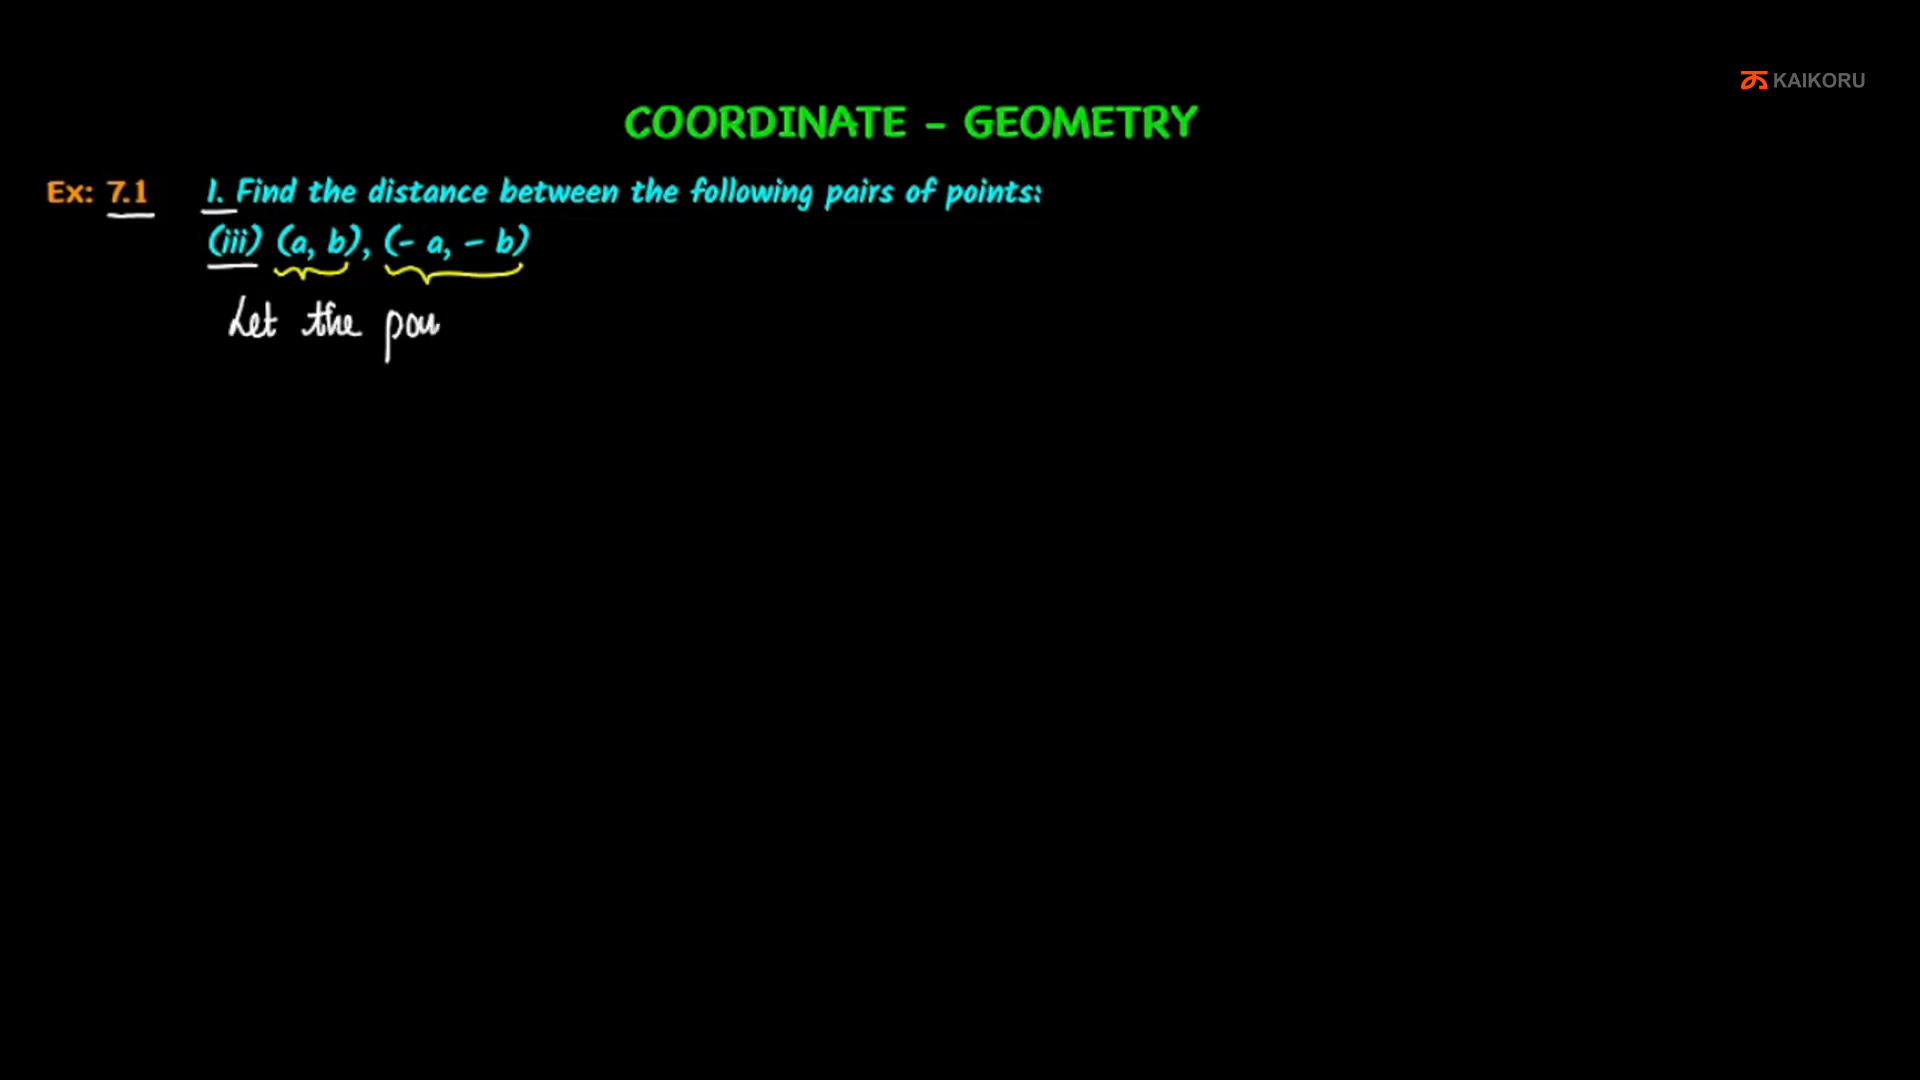 KAIKORU
COORDINATE - GEOMETRY
Ex: 7.1 1. Find the distance between the following pairs of points:
(iii) (a, b), (- a, - b)
Let the poi